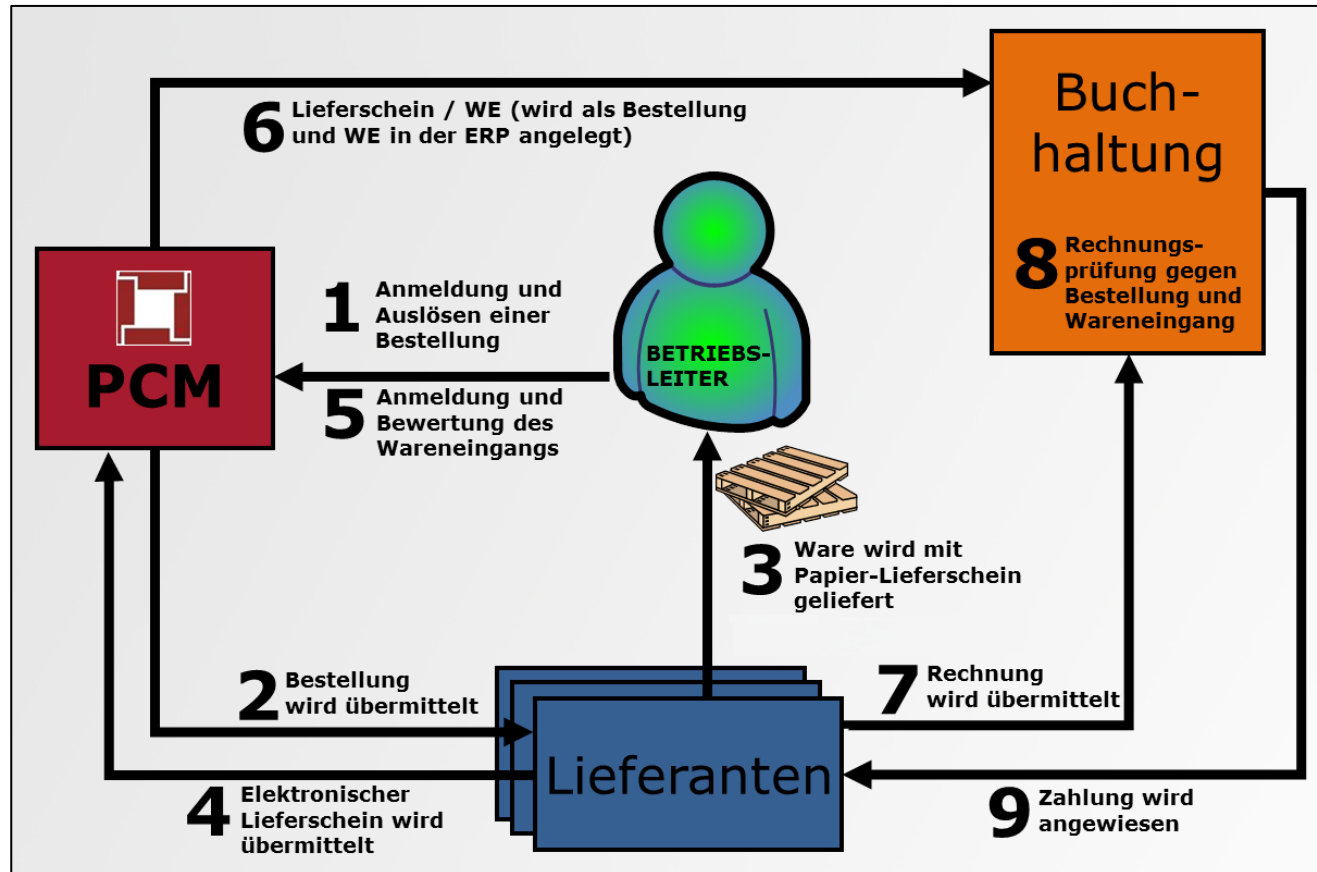 6 Lieferschein / WE (wird als Bestellung
und WE in der ERP angelegt)
Buch-
haltung
8 Rechnungs-
prüfung gegen
Bestellung und
Wareneingang
PCM
1 Anmeldung und
Auslösen einer
Bestellung
BETRIEBS-
LEITER
5 Anmeldung und
Bewertung des
Wareneingangs
3 Ware wird mit
Papier-Lieferschein
geliefert
2 Bestellung
wird übermittelt
7 Rechnung
wird übermittelt
Lieferanten
4 Elektronischer
Lieferschein wird
übermittelt
9 Zahlung wird
angewiesen